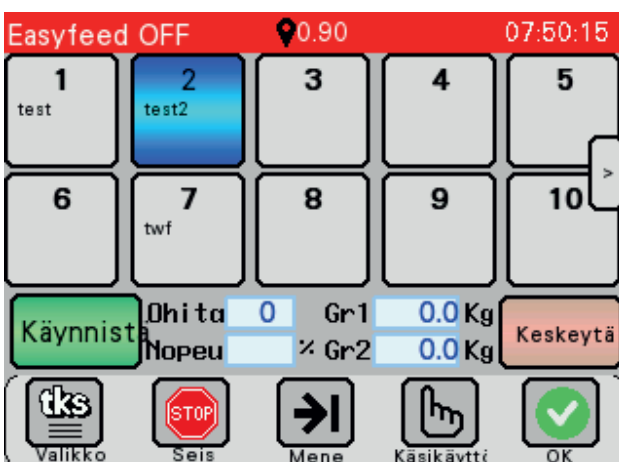 Easyfeed OFF 0.90 07:50:15
1 2 3 4 5
test test2
>
6 7 8 9 10
twf
Käynnistä Ohita 0 Gr1 0.0 Kg Keskeytä
Nopeu % Gr2 0.0 Kg
tks STOP
Valikko Seis Mene Käsikäyttö OK